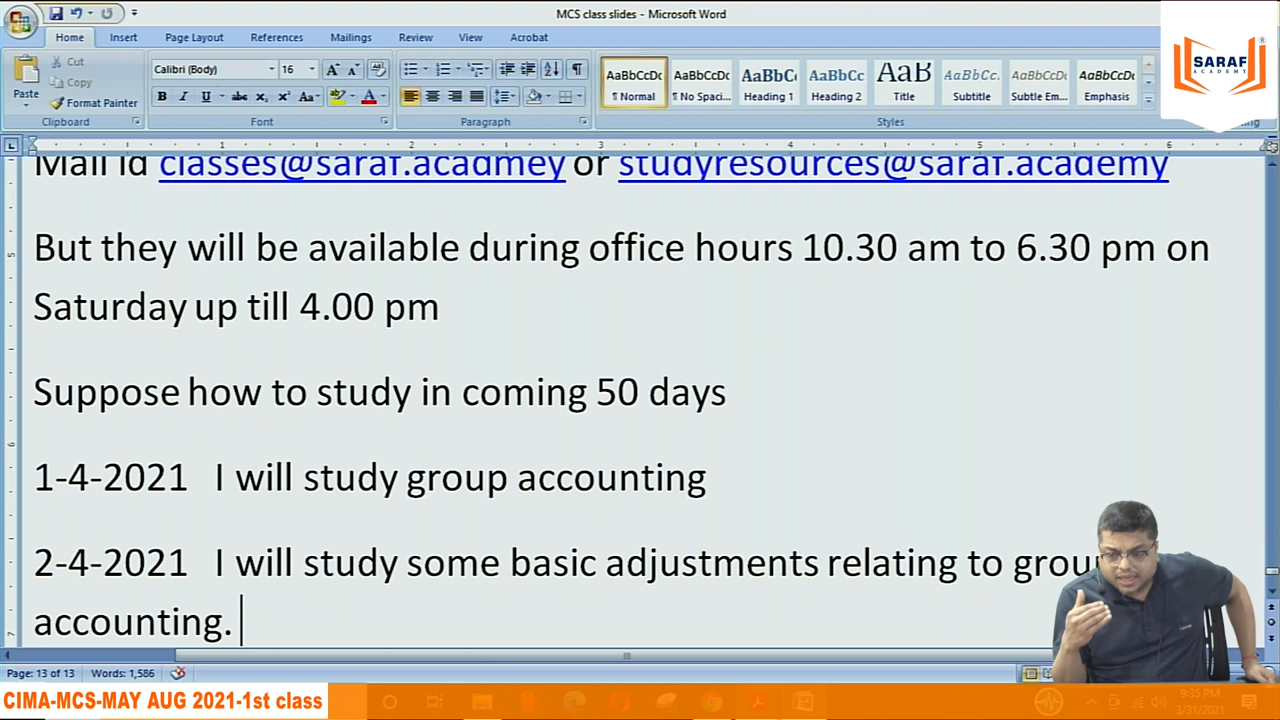 MCS class slides - Microsoft Word
Home Insert Page Layout References Mailings Review View Acrobat
Paste
Cut
Copy
Format Painter
Clipboard
Calibri (Body) 16
Font
Paragraph
AaBbCcDc AaBbCcDc AaBbCc AaBbCc AaB AaBbCc. AaBbCcDc AaBbCcDc
¶ Normal ¶ No Spaci... Heading 1 Heading 2 Title Subtitle Subtle Em... Emphasis
Styles
SARAF
ACADEMY
Mail id classes@saraf.acadmey or studyresources@saraf.academy
But they will be available during office hours 10.30 am to 6.30 pm on
Saturday up till 4.00 pm
Suppose how to study in coming 50 days
1-4-2021 I will study group accounting
2-4-2021 I will study some basic adjustments relating to
accounting.
Page: 13 of 13 Words: 1,586
CIMA-MCS-MAY AUG 2021-1st class
9:35 PM
3/31/2021